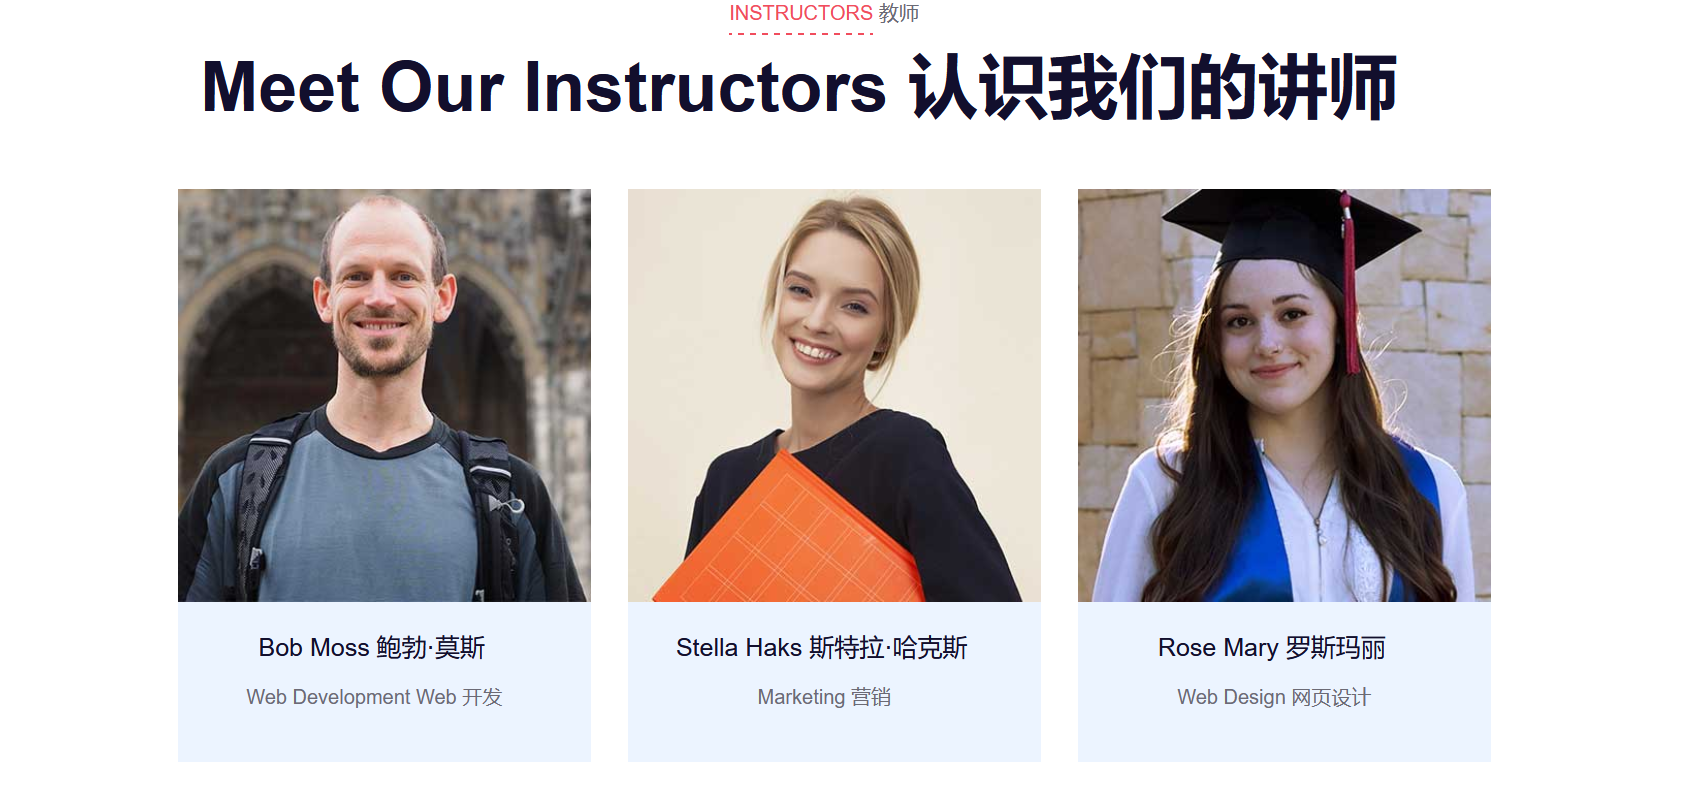 INSTRUCTORS 教师
Meet Our Instructors 认识我们的讲师
Bob Moss 鲍勃·莫斯
Web Development Web 开发
Stella Haks 斯特拉·哈克斯
Marketing 营销
Rose Mary 罗斯玛丽
Web Design 网页设计